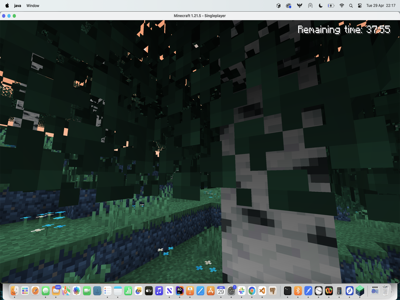 java Window Tue 29 Apr 22:17
Minecraft 1.21.5 - Singleplayer
Remaining time: 37:55